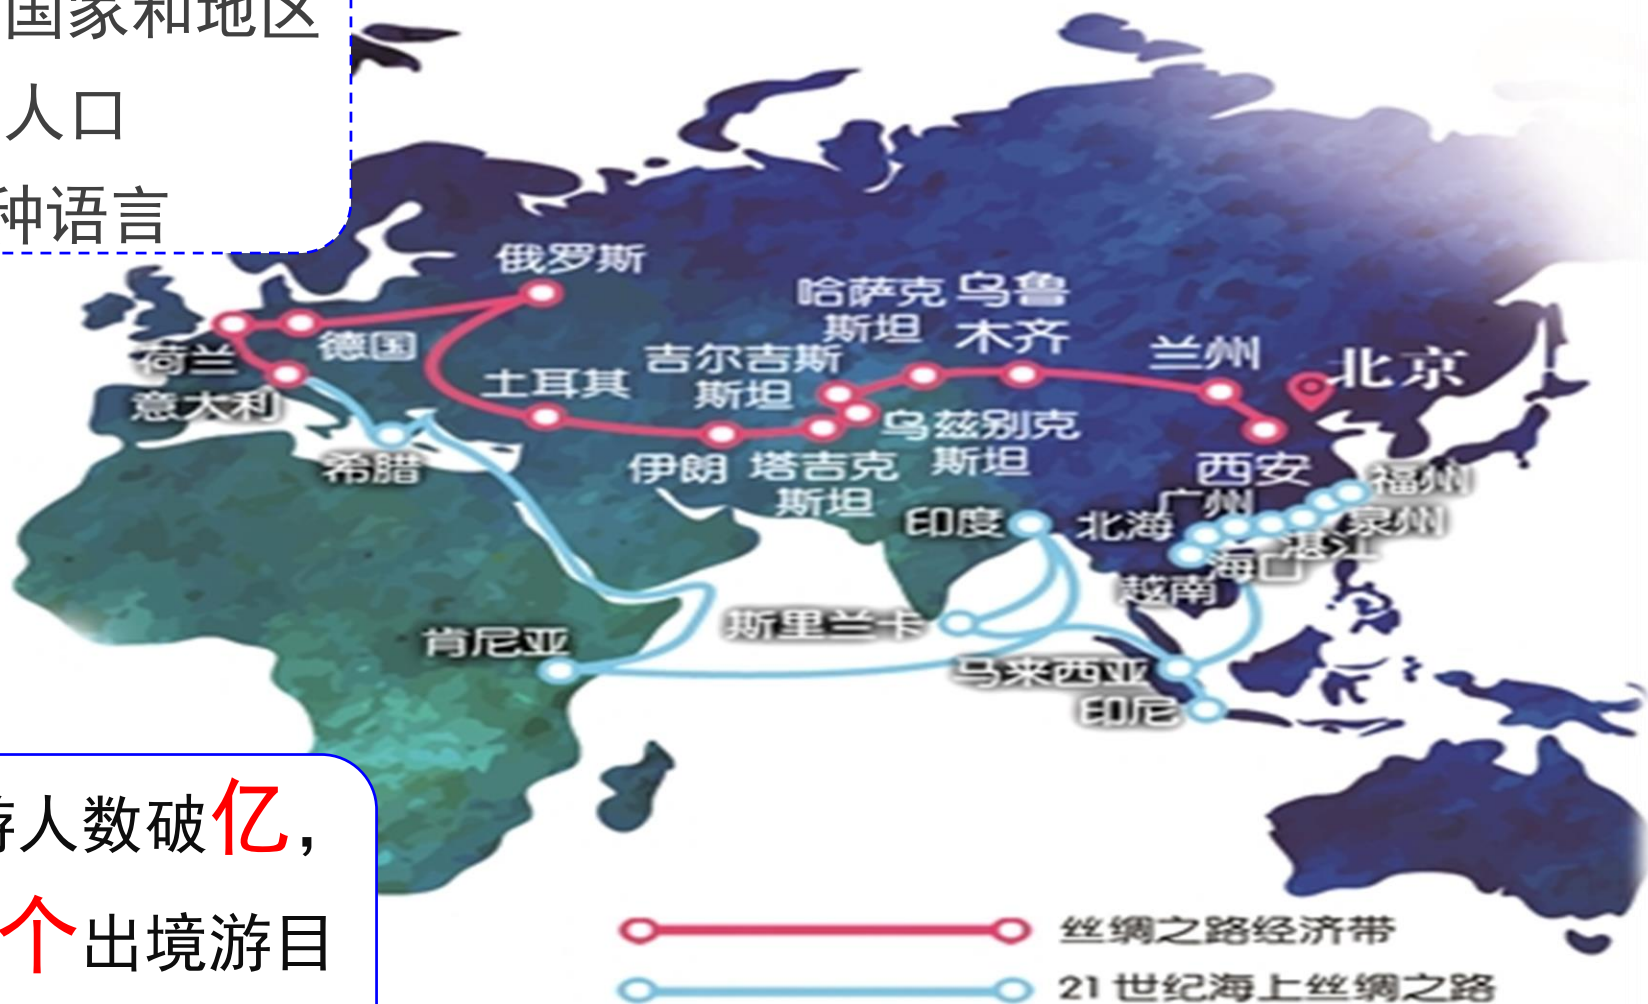 国家和地区
人口
种语言
俄罗斯
哈萨克
斯坦
乌鲁
木齐
兰州
北京
荷兰
德国
吉尔吉斯
斯坦
土耳其
意大利
乌兹别克
斯坦
希腊
伊朗
塔吉克
斯坦
西安
福州
广州
印度
北海
泉州
湛江
海口
越南
斯里兰卡
肯尼亚
马来西亚
印尼
游人数破亿，
个出境游目
丝绸之路经济带
21世纪海上丝绸之路